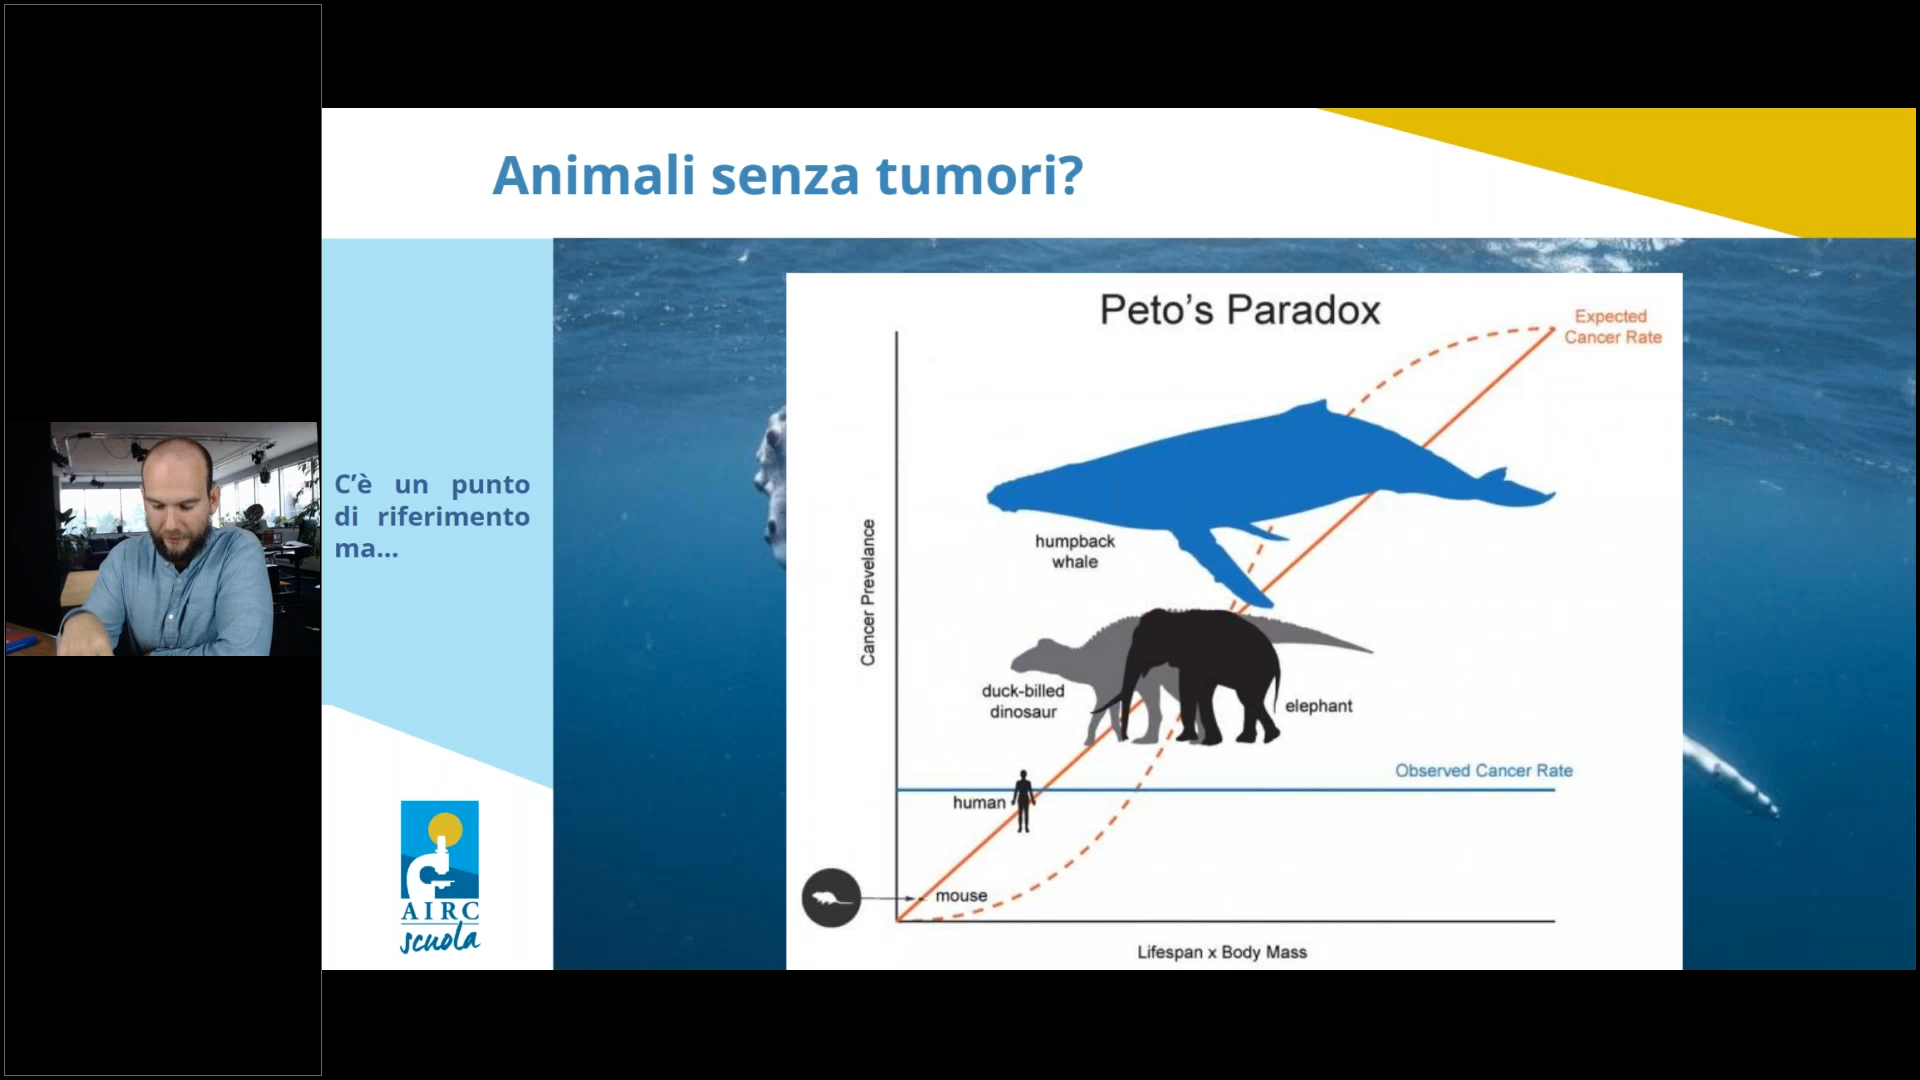 Animali senza tumori?
C’è un punto
di riferimento
ma...
AIRC
scuola
Peto’s Paradox
Expected
Cancer Rate
Cancer Prevelance
humpback
whale
duck-billed
dinosaur
elephant
Observed Cancer Rate
human
mouse
Lifespan x Body Mass